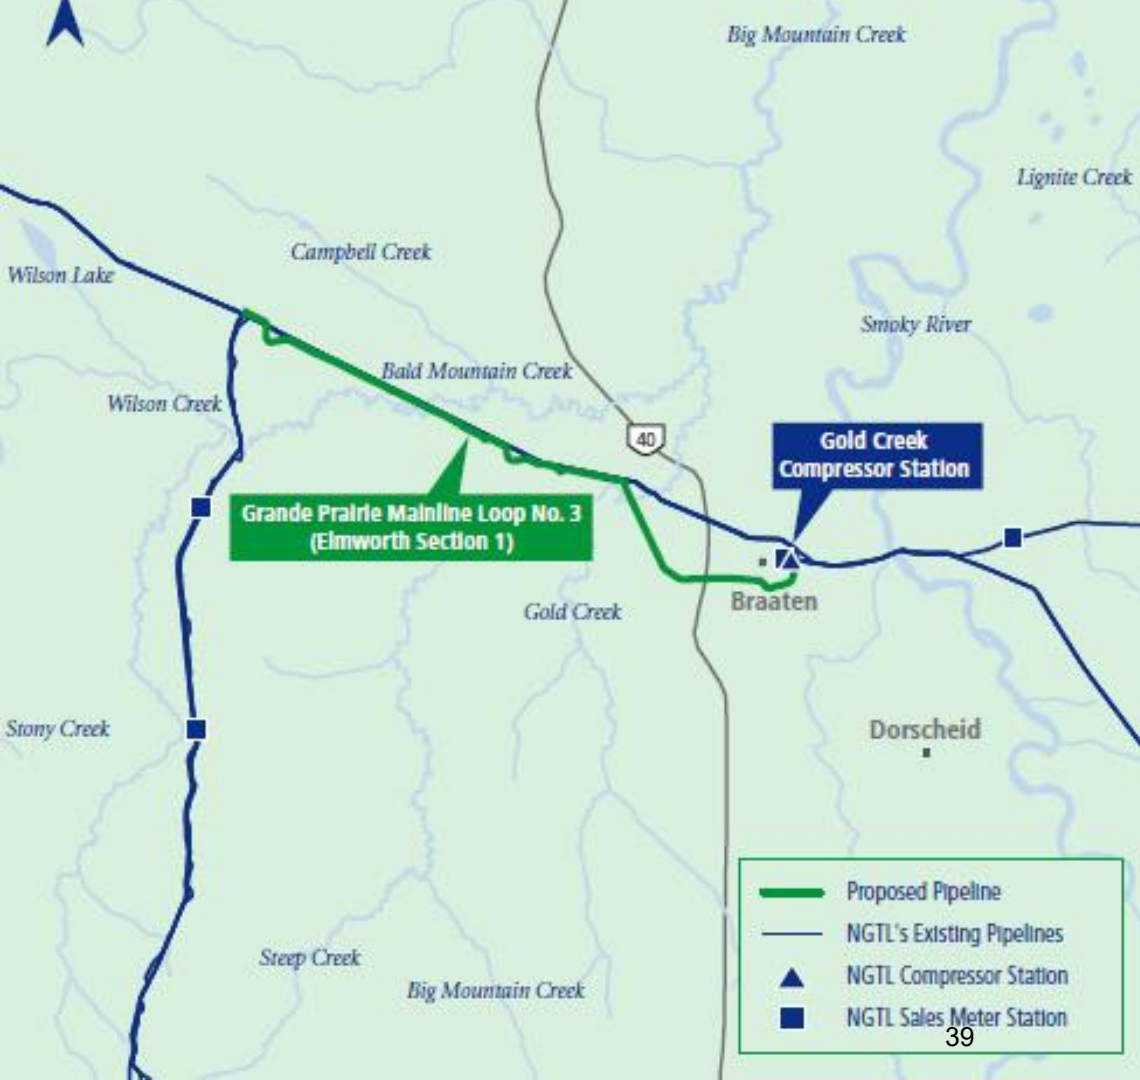 Big Mountain Creek
Lignite Creek
Campbell Creek
Wilson Lake
Smoky River
Bald Mountain Creek
Wilson Creek
40
Gold Creek
Compressor Station
Grande Prairie Mainline Loop No. 3
(Elmworth Section 1)
Braaten
Gold Creek
Stony Creek
Dorscheid
Steep Creek
Big Mountain Creek
Proposed Pipeline
NGTL's Existing Pipelines
NGTL Compressor Station
NGTL Sales Meter Station
39